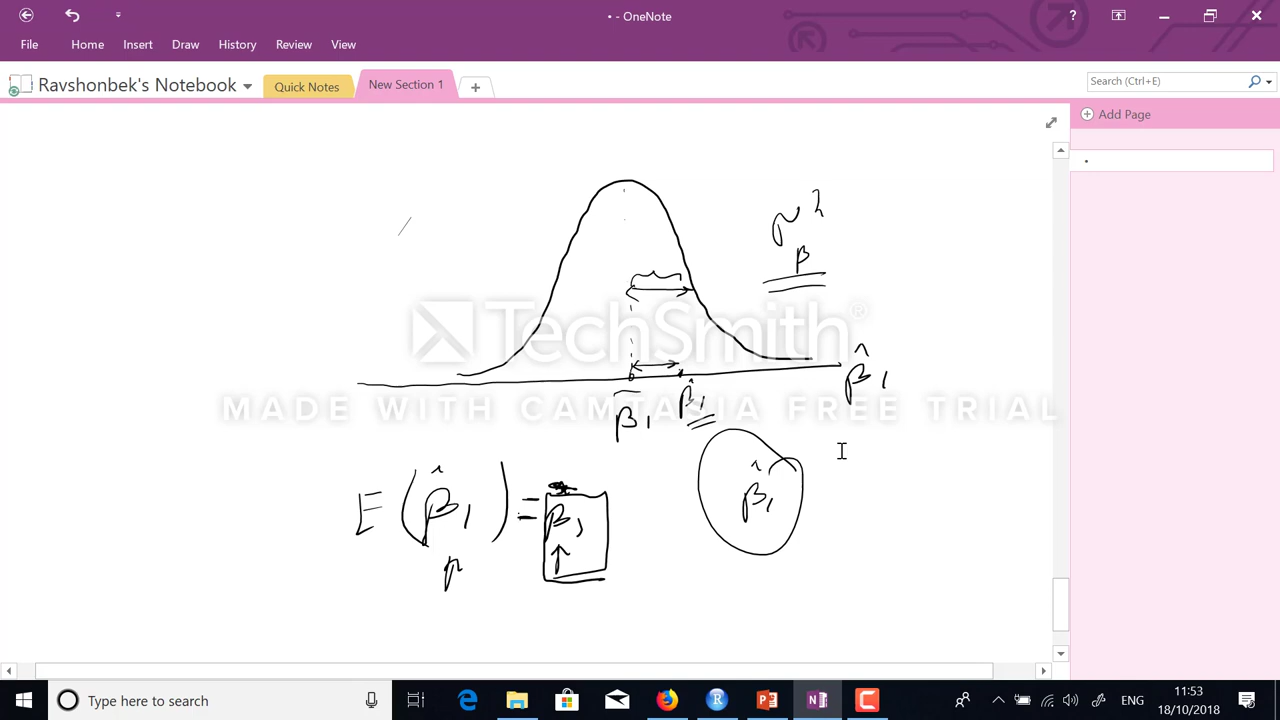 • - OneNote
?
File Home Insert Draw History Review View
Ravshonbek's Notebook
Quick Notes
New Section 1
+
Search (Ctrl+E)
Add Page
•
β
TechSmith®
β̂₁
MADE WITH CAMTASIA FREE TRIAL
β̄₁
β̂₁
E(β̂₁) = β₁
β̂₁
Type here to search
ENG
11:53
18/10/2018